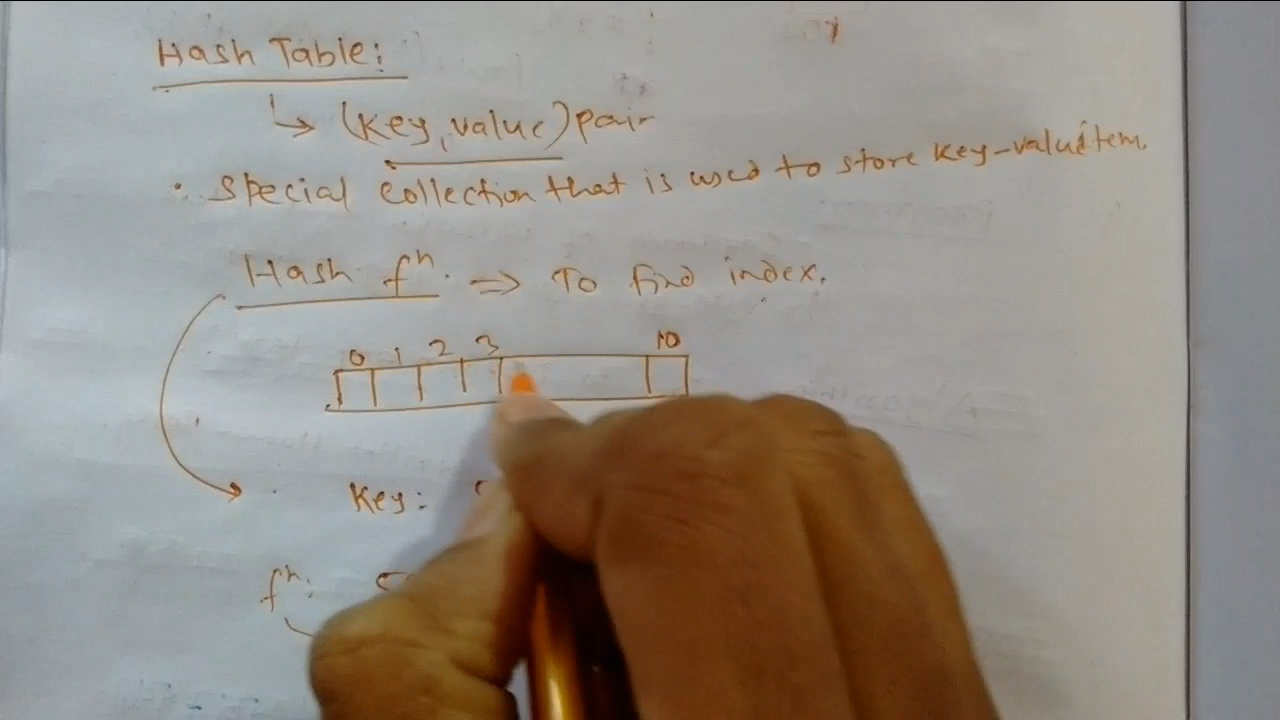 Hash Table:
↳ (Key, value) pair
• Special collection that is used to store key-value item.
Hash fⁿ. ⇒ To find index.
0 1 2 3 10
Key:
fⁿ: